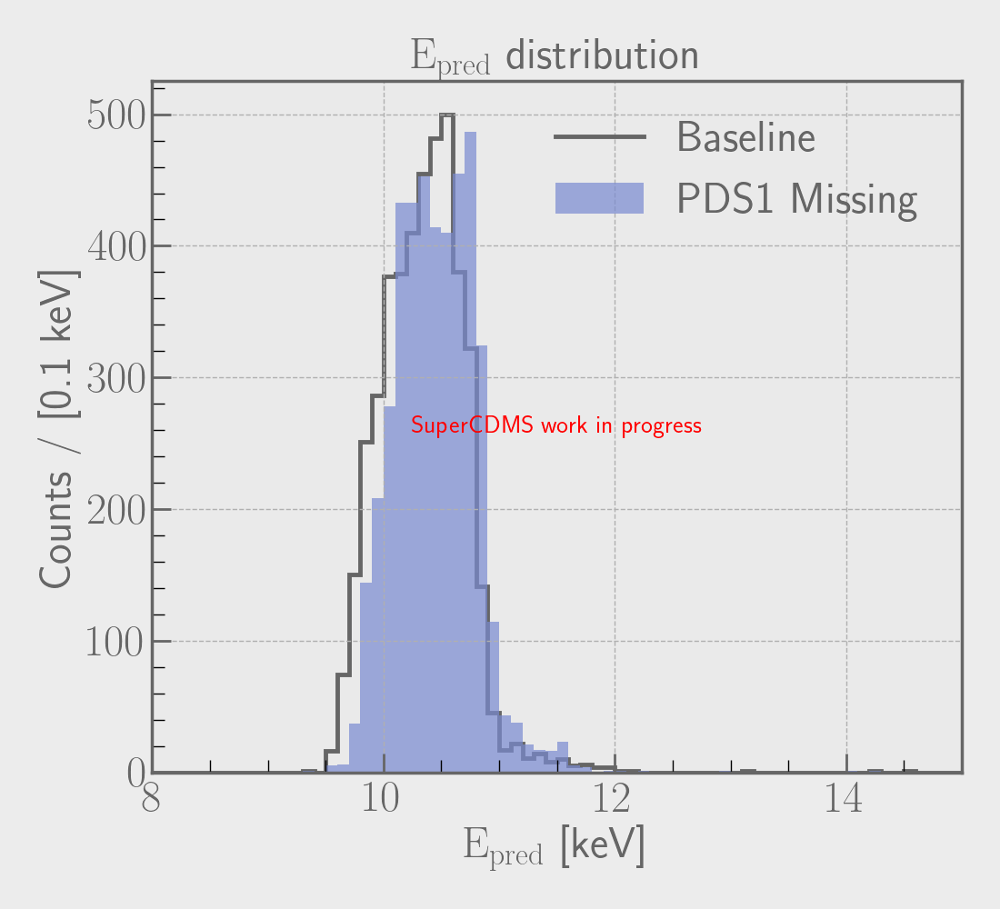 E_pred distribution
500
400
300
200
100
0
Counts / [0.1 keV]
Baseline
PDS1 Missing
SuperCDMS work in progress
8 10 12 14
E_pred [keV]